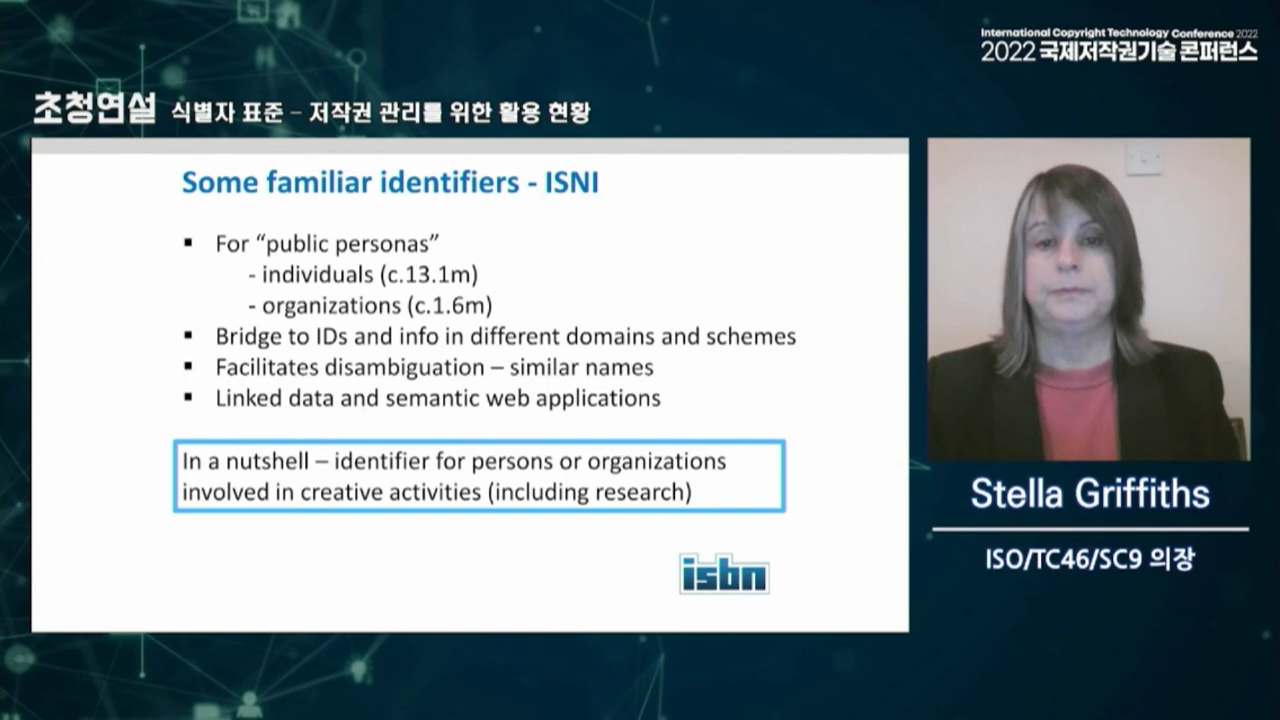 International Copyright Technology Conference 2022
2022 국제저작권기술 콘퍼런스
초청연설 식별자 표준 – 저작권 관리를 위한 활용 현황
Some familiar identifiers - ISNI
▪ For “public personas”
- individuals (c.13.1m)
- organizations (c.1.6m)
▪ Bridge to IDs and info in different domains and schemes
▪ Facilitates disambiguation – similar names
▪ Linked data and semantic web applications
In a nutshell – identifier for persons or organizations
involved in creative activities (including research)
isbn
Stella Griffiths
ISO/TC46/SC9 의장